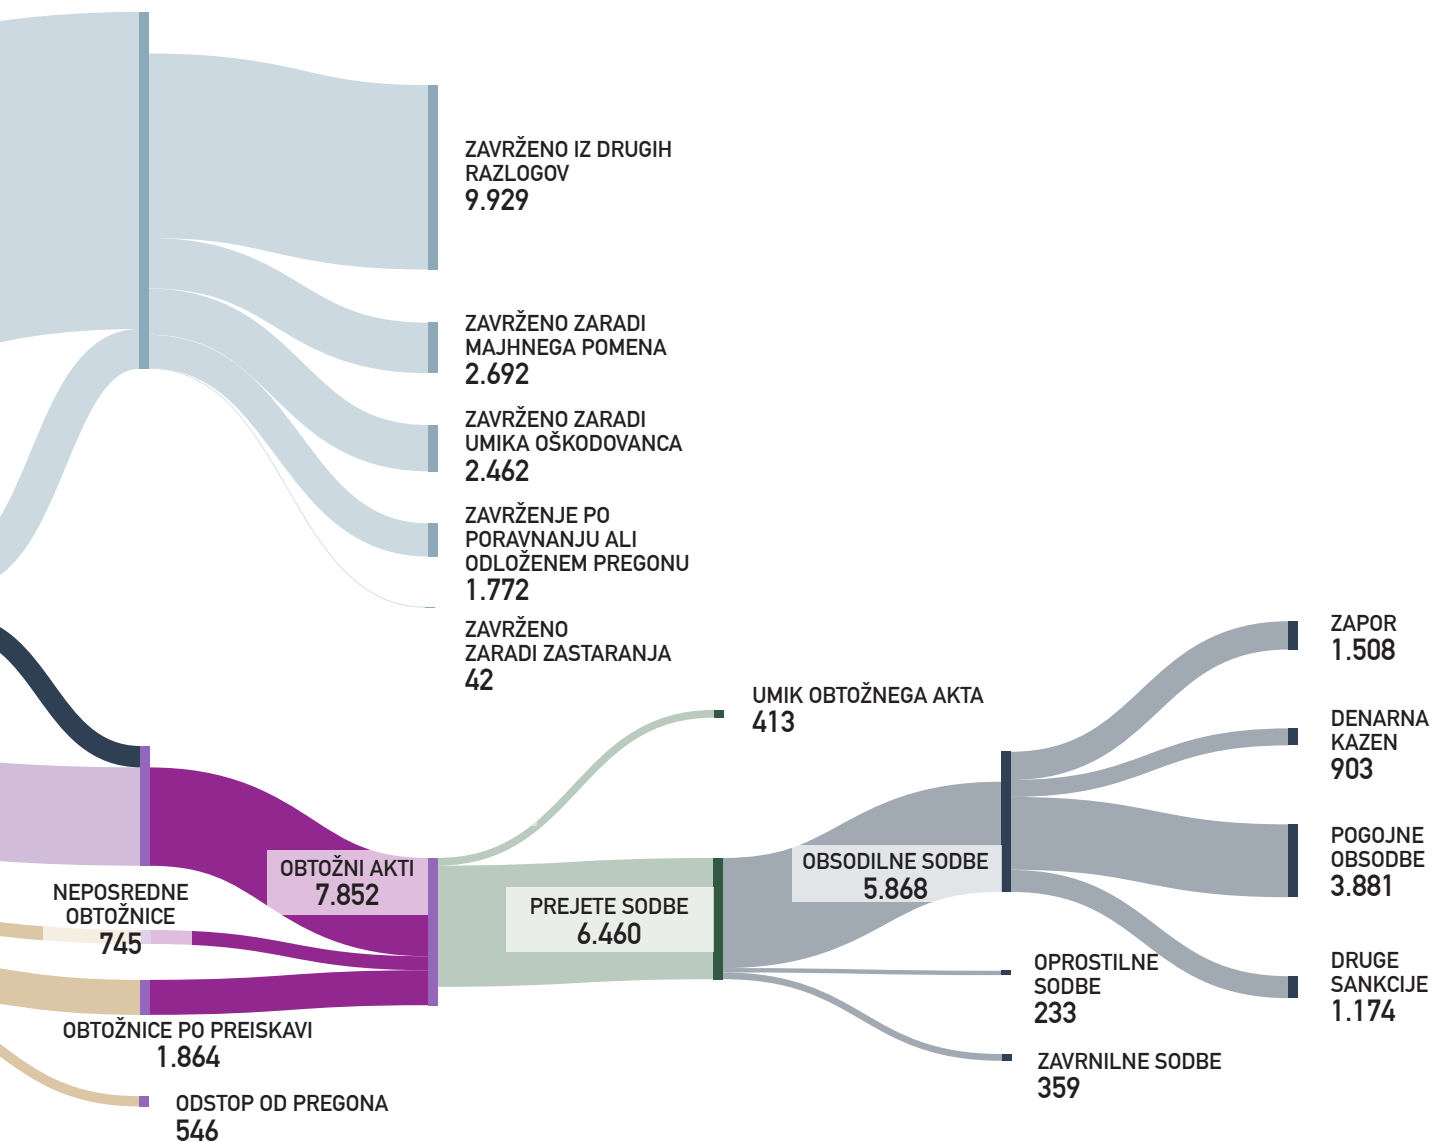 ZAVRŽENO IZ DRUGIH
RAZLOGOV
9.929
ZAVRŽENO ZARADI
MAJHNEGA POMENA
2.692
ZAVRŽENO ZARADI
UMIKA OŠKODOVANCA
2.462
ZAVRŽENJE PO
PORAVNANJU ALI
ODLOŽENEM PREGONU
1.772
ZAVRŽENO
ZARADI ZASTARANJA
42
UMIK OBTOŽNEGA AKTA
413
OBTOŽNI AKTI
7.852
NEPOSREDNE
OBTOŽNICE
745
OBTOŽNICE PO PREISKAVI
1.864
ODSTOP OD PREGONA
546
PREJETE SODBE
6.460
OBSODILNE SODBE
5.868
OPROSTILNE
SODBE
233
ZAVRNILNE SODBE
359
ZAPOR
1.508
DENARNA
KAZEN
903
POGOJNE
OBSODBE
3.881
DRUGE
SANKCIJE
1.174